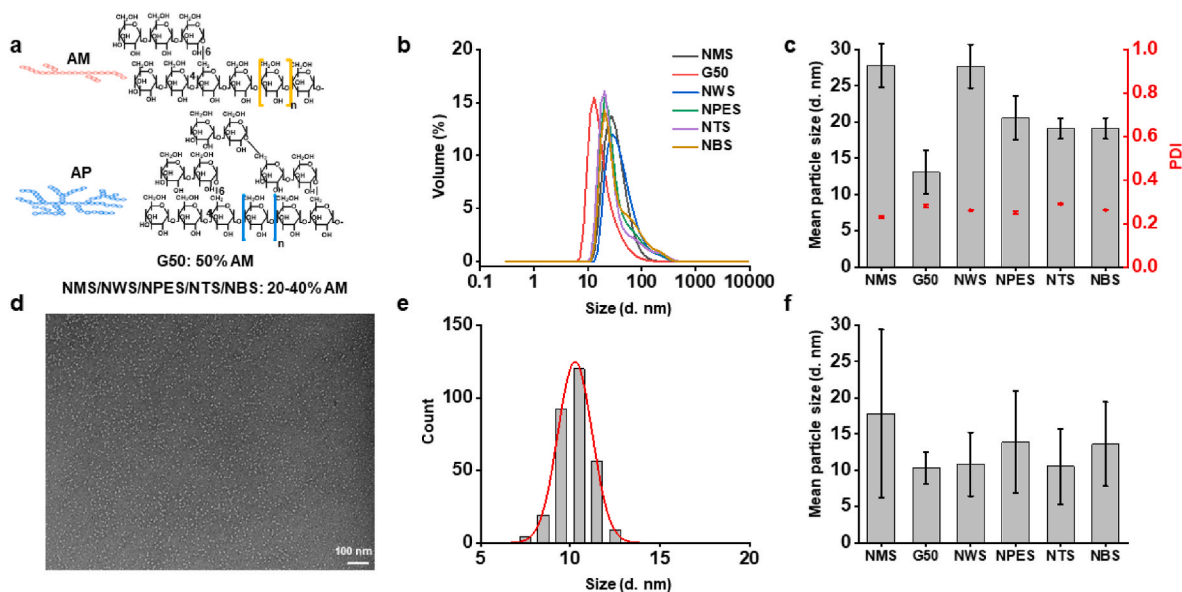 a
AM
CH₂OH CH₂OH CH₂OH
6
4
n
AP
6
4
n
G50: 50% AM
NMS/NWS/NPES/NTS/NBS: 20-40% AM
b
Volume (%)
20
15
10
5
0
0.1 1 10 100 1000 10000
Size (d. nm)
NMS
G50
NWS
NPES
NTS
NBS
c
Mean particle size (d. nm)
30
25
20
15
10
5
0
NMS G50 NWS NPES NTS NBS
1.0
0.8
0.6
0.4
0.2
0.0
PDI
d
100 nm
e
Count
150
100
50
0
5 10 15 20
Size (d. nm)
f
Mean particle size (d. nm)
30
25
20
15
10
5
0
NMS G50 NWS NPES NTS NBS